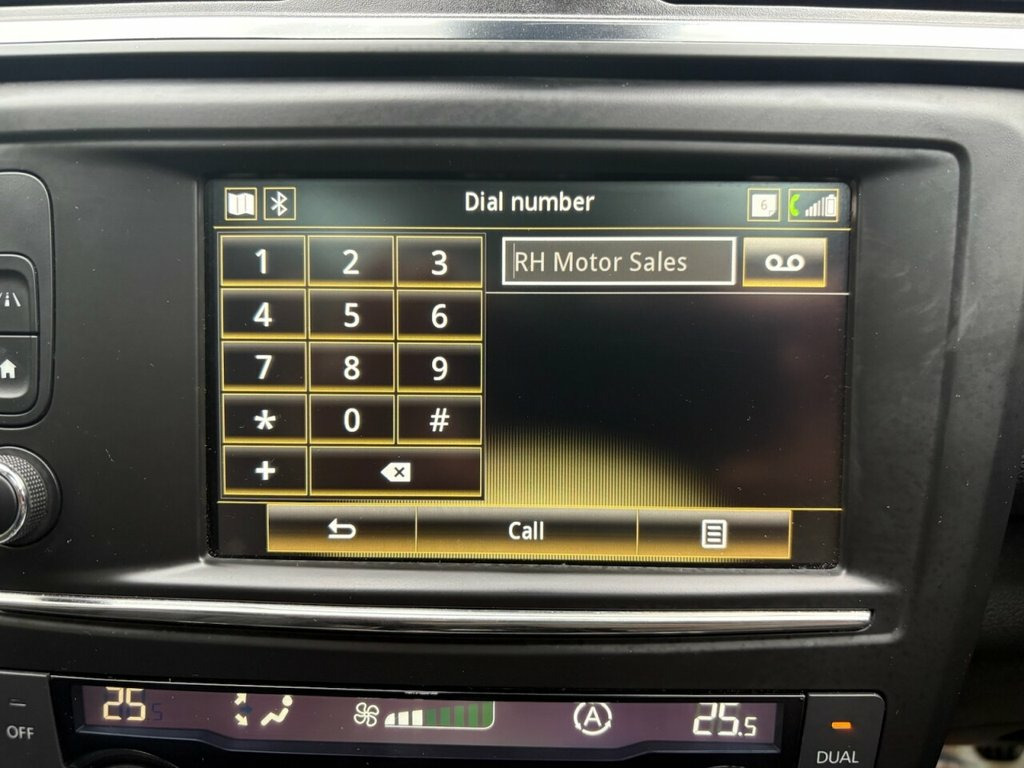 Dial number
6
1 2 3
RH Motor Sales
4 5 6
7 8 9
* 0 #
+
Call
25
A
25.5
OFF
DUAL